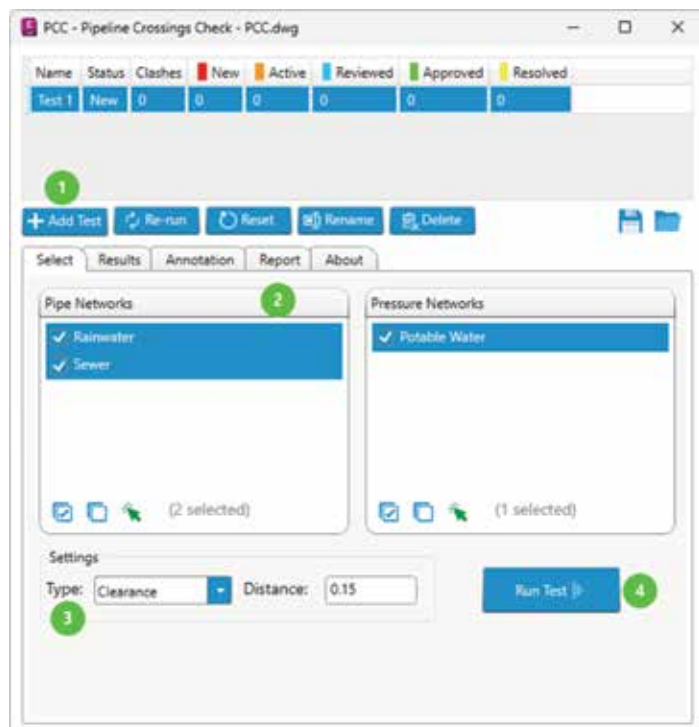 PCC - Pipeline Crossings Check - PCC.dwg
Name Status Clashes New Active Reviewed Approved Resolved
Test 1 New 0 0 0 0 0 0
1
Add Test Re-run Reset Rename Delete
Select Results Annotation Report About
2
Pipe Networks Pressure Networks
Rainwater Potable Water
Sewer
(2 selected) (1 selected)
Settings
Type: Clearance Distance: 0.15 Run Test 4
3